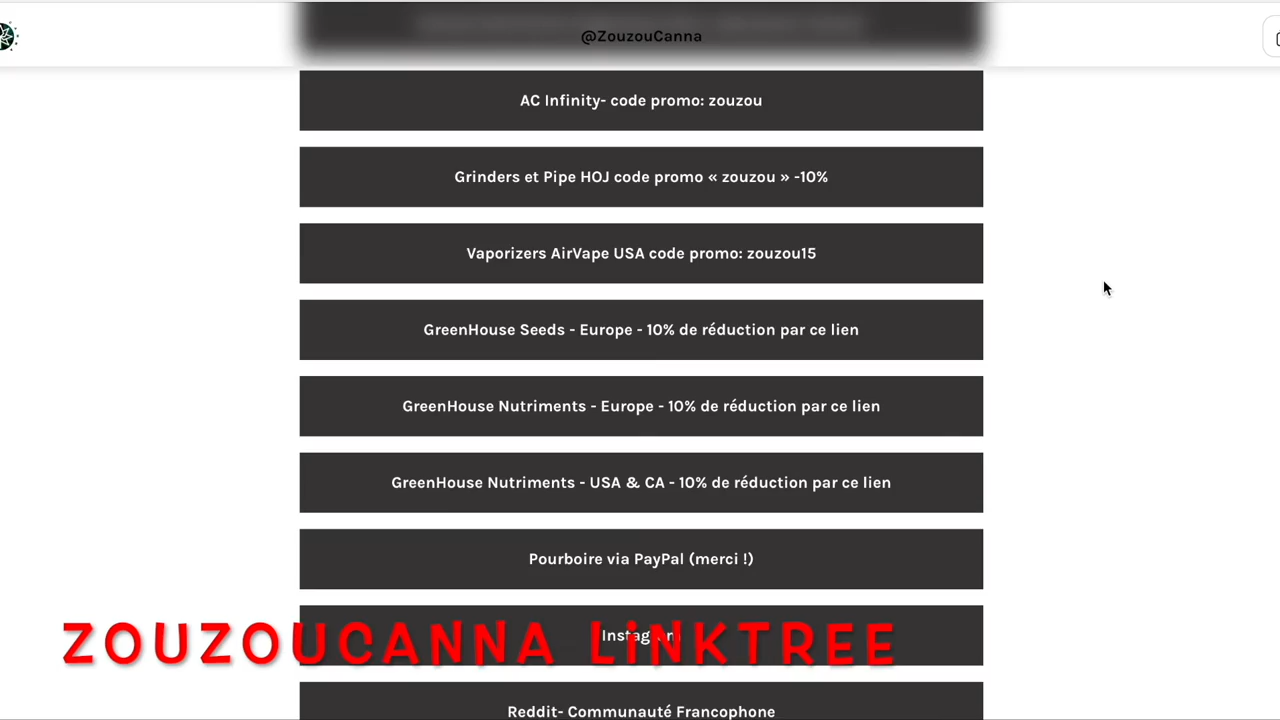 @ZouzouCanna
AC Infinity- code promo: zouzou
Grinders et Pipe HOJ code promo « zouzou » -10%
Vaporizers AirVape USA code promo: zouzou15
GreenHouse Seeds - Europe - 10% de réduction par ce lien
GreenHouse Nutriments - Europe - 10% de réduction par ce lien
GreenHouse Nutriments - USA & CA - 10% de réduction par ce lien
Pourboire via PayPal (merci !)
Instagram
ZOUZOUCANNA LiNKTREE
Reddit- Communauté Francophone